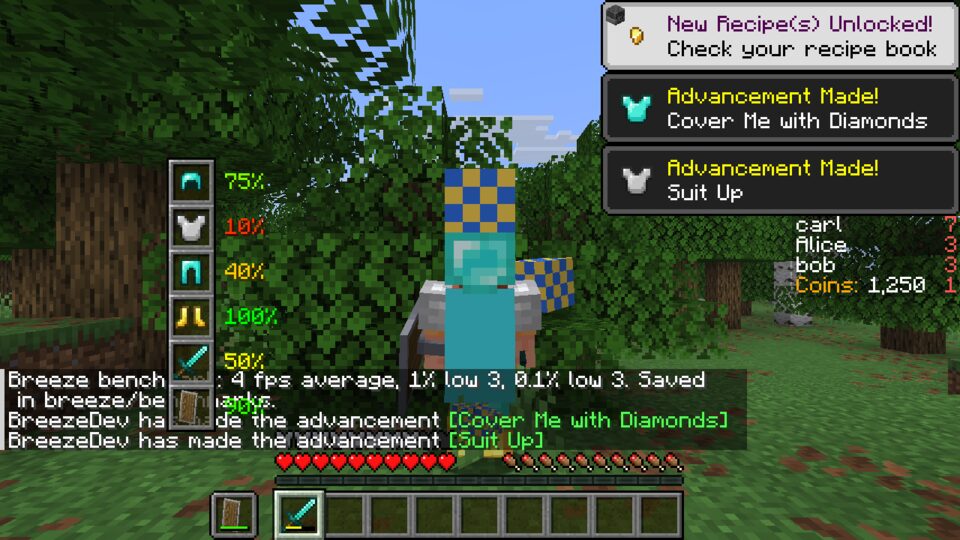 New Recipe(s) Unlocked!
Check your recipe book
Advancement Made!
Cover Me with Diamonds
Advancement Made!
Suit Up
75%
10%
40%
100%
50%
90%
carl 7
Alice 3
bob 3
Coins: 1,250 1
Breeze bench : 4 fps average, 1% low 3, 0.1% low 3. Saved
in breeze/be ks.
BreezeDev ha de the advancement [Cover Me with Diamonds]
BreezeDev has made the advancement [Suit Up]